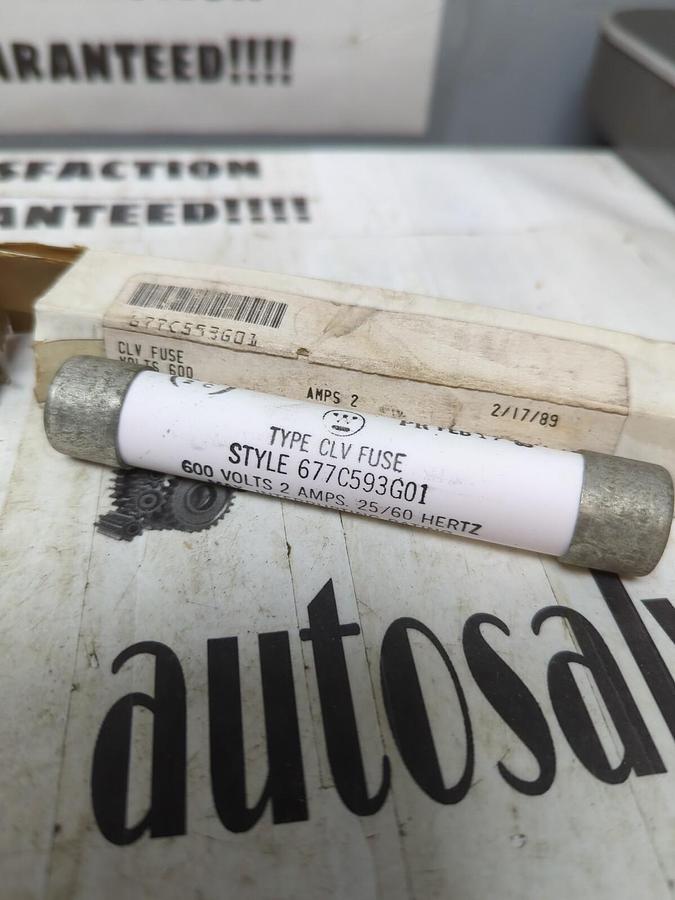 ARANTEED!!!!
SFACTION
ANTEED!!!!
677C593G01
CLV FUSE
VOLTS 600
AMPS 2
2/17/89
TYPE CLV FUSE
STYLE 677C593G01
600 VOLTS 2 AMPS. 25/60 HERTZ
autosal